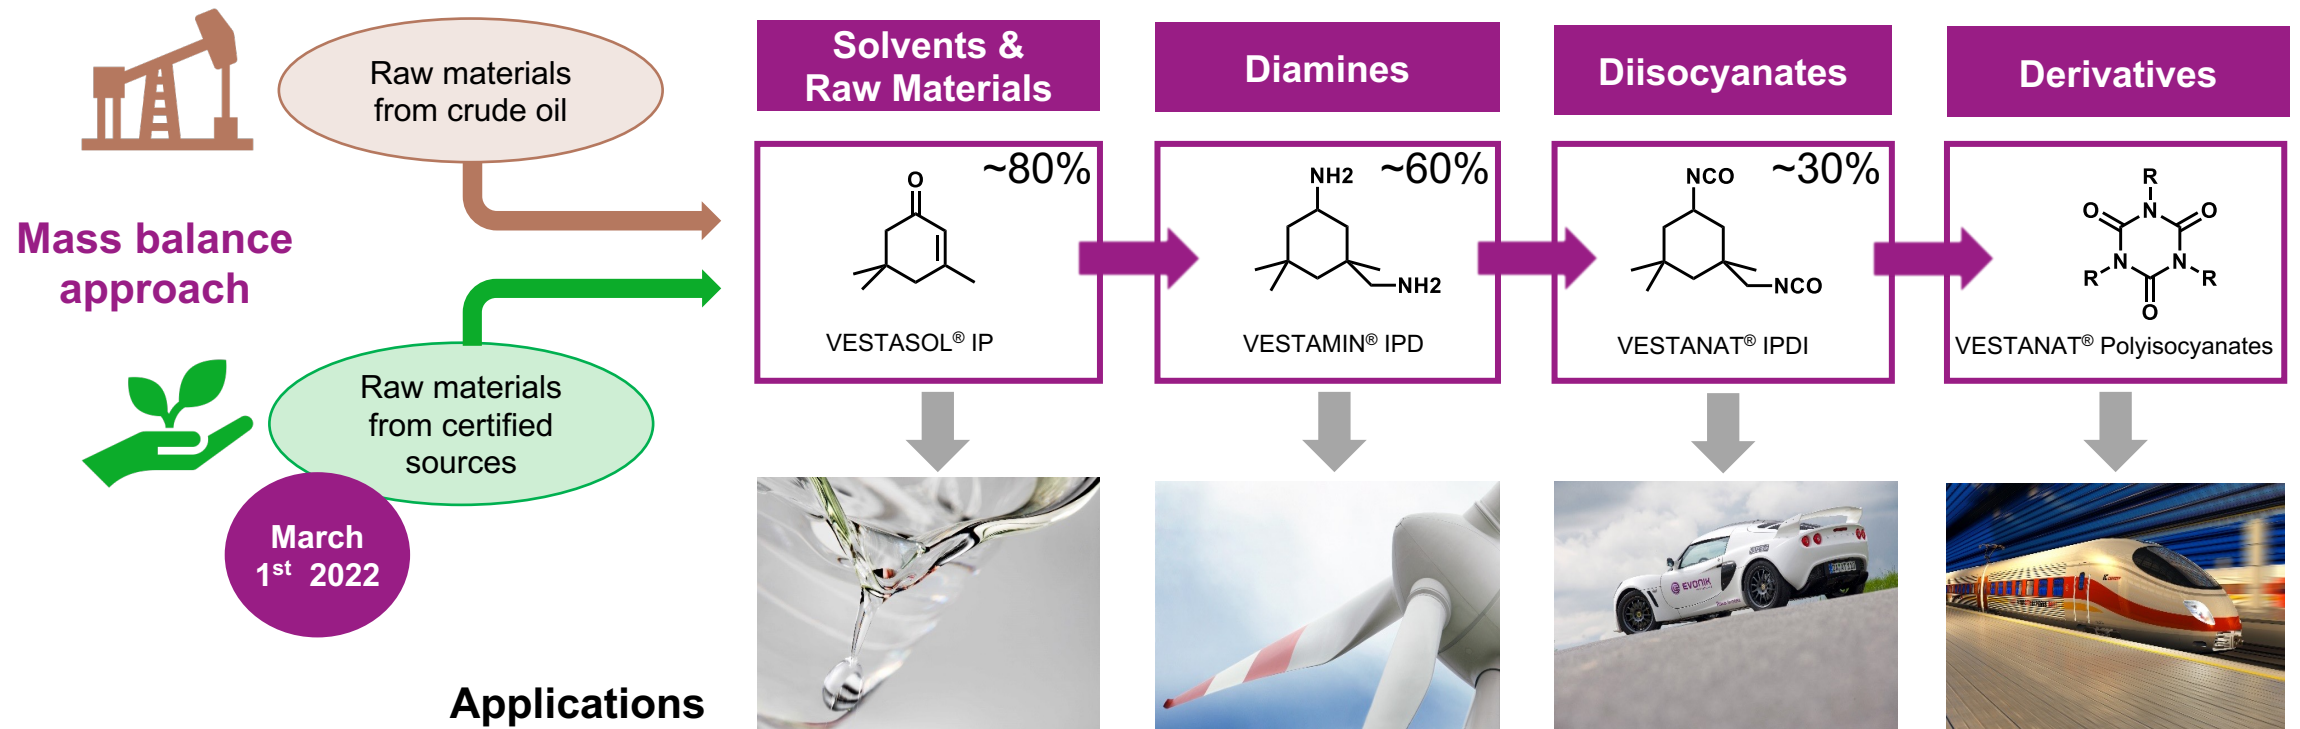 Raw materials
from crude oil
Mass balance
approach
Raw materials
from certified
sources
March
1st 2022
Applications
Solvents &
Raw Materials
~80%
O
VESTASOL® IP
Diamines
~60%
NH2
NH2
VESTAMIN® IPD
Diisocyanates
~30%
NCO
NCO
VESTANAT® IPDI
Derivatives
R
O N O
N N
R R
O
VESTANAT® Polyisocyanates
EVONIK